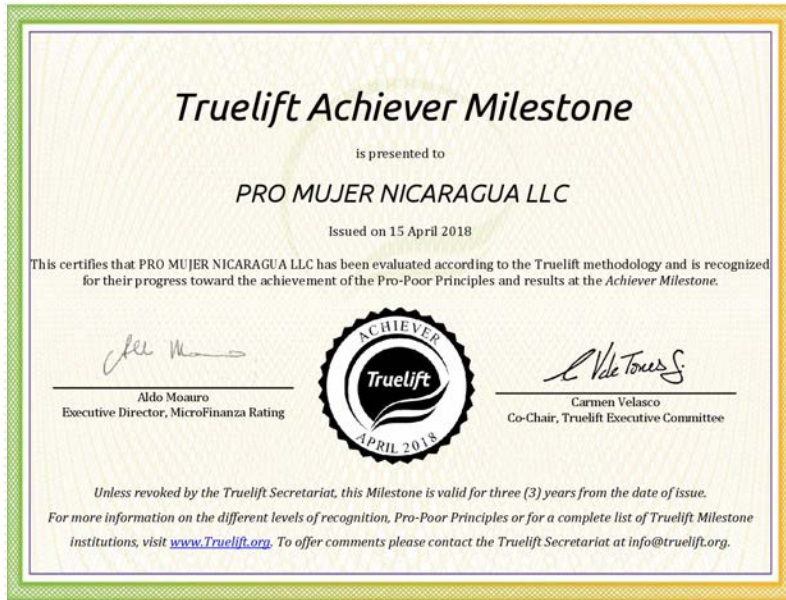 Truelift Achiever Milestone
is presented to
PRO MUJER NICARAGUA LLC
Issued on 15 April 2018
This certifies that PRO MUJER NICARAGUA LLC has been evaluated according to the Truelift methodology and is recognized
for their progress toward the achievement of the Pro-Poor Principles and results at the Achiever Milestone.
ACHIEVER
Truelift
APRIL 2018
Aldo Moauro
Executive Director, MicroFinanza Rating
Carmen Velasco
Co-Chair, Truelift Executive Committee
Unless revoked by the Truelift Secretariat, this Milestone is valid for three (3) years from the date of issue.
For more information on the different levels of recognition, Pro-Poor Principles or for a complete list of Truelift Milestone
institutions, visit www.Truelift.org. To offer comments please contact the Truelift Secretariat at info@truelift.org.